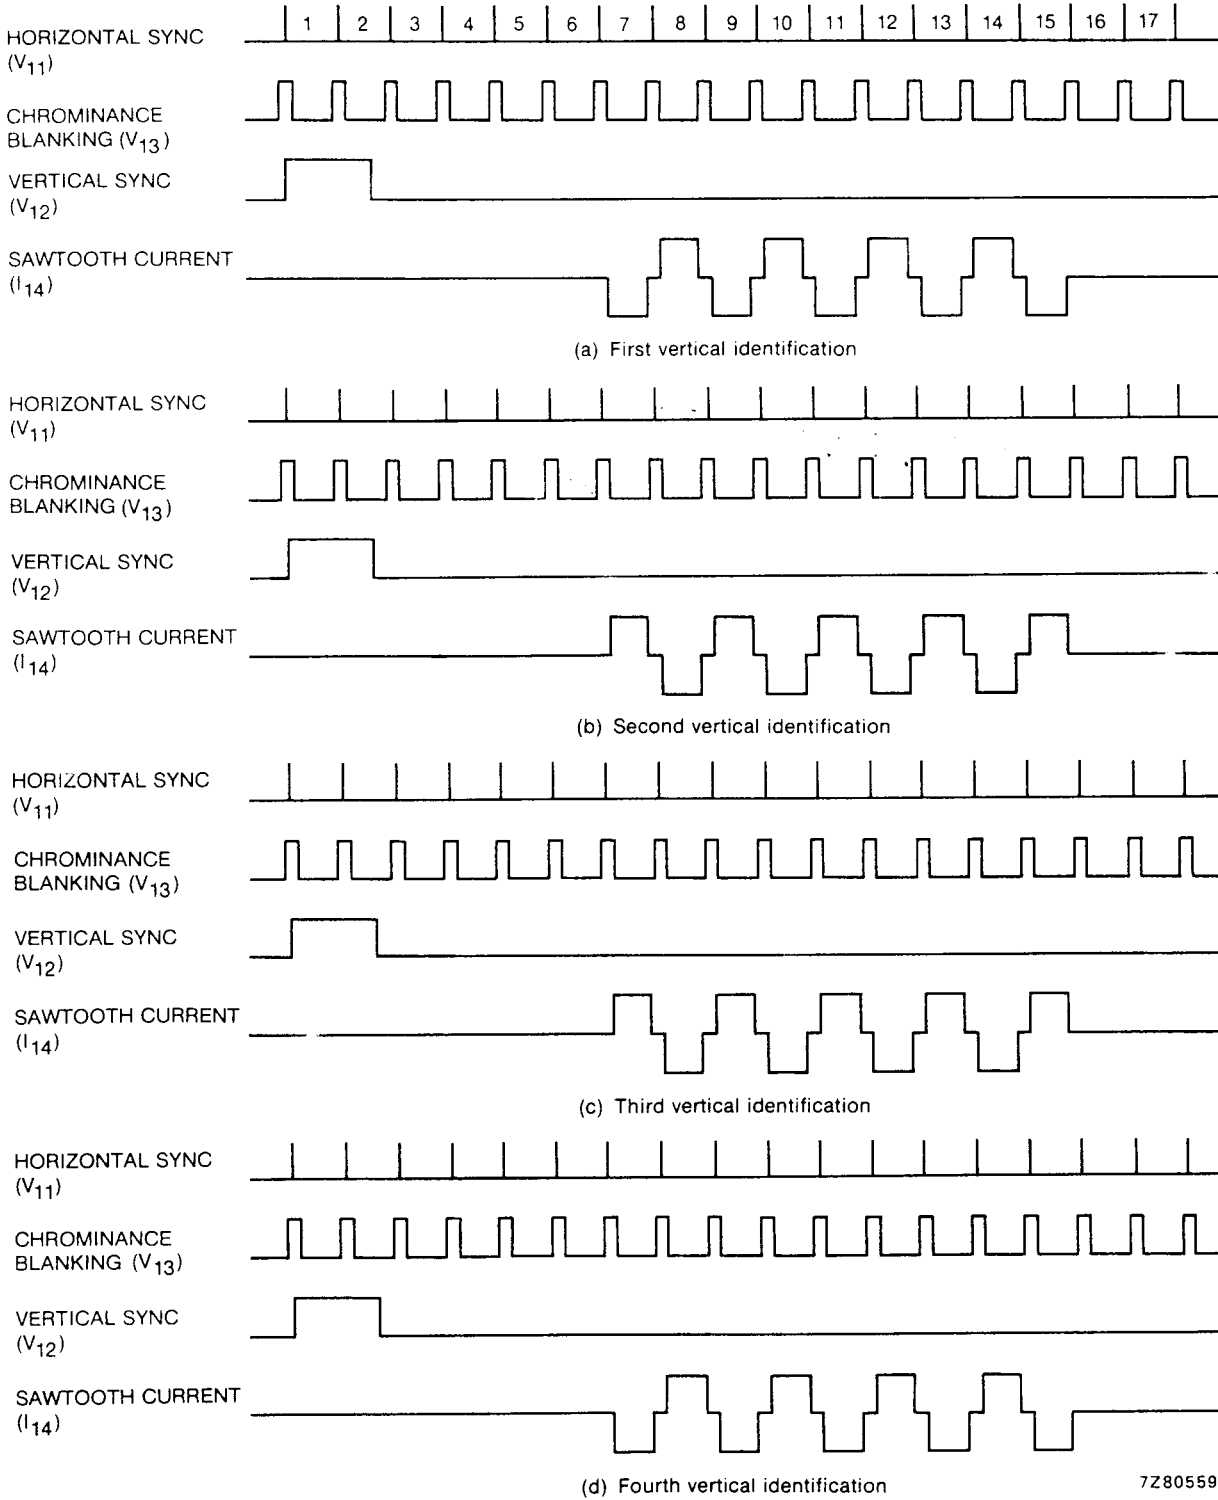 1 2 3 4 5 6 7 8 9 10 11 12 13 14 15 16 17
HORIZONTAL SYNC
(V11)
CHROMINANCE
BLANKING (V13)
VERTICAL SYNC
(V12)
SAWTOOTH CURRENT
(I14)
(a) First vertical identification
HORIZONTAL SYNC
(V11)
CHROMINANCE
BLANKING (V13)
VERTICAL SYNC
(V12)
SAWTOOTH CURRENT
(I14)
(b) Second vertical identification
HORIZONTAL SYNC
(V11)
CHROMINANCE
BLANKING (V13)
VERTICAL SYNC
(V12)
SAWTOOTH CURRENT
(I14)
(c) Third vertical identification
HORIZONTAL SYNC
(V11)
CHROMINANCE
BLANKING (V13)
VERTICAL SYNC
(V12)
SAWTOOTH CURRENT
(I14)
(d) Fourth vertical identification
7Z80559